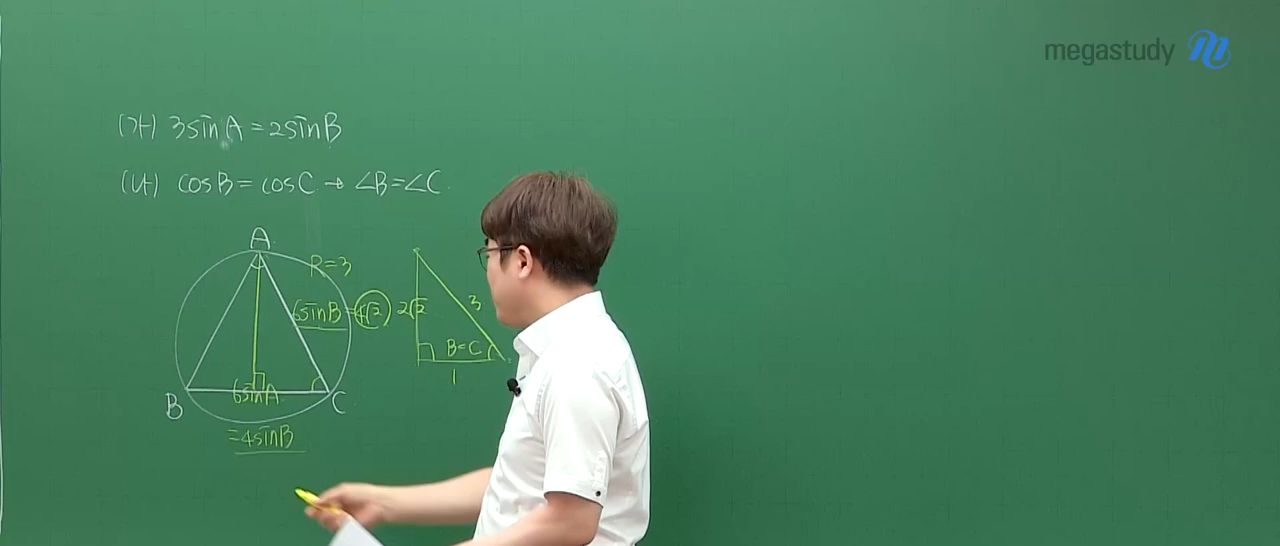 megastudy
(가) 3sinA = 2sinB
(나) cosB = cosC → ∠B = ∠C.
A
R = 3
6sinB = 4√2
2√2
3
B = C
1
6sinA
B
C
= 4sinB